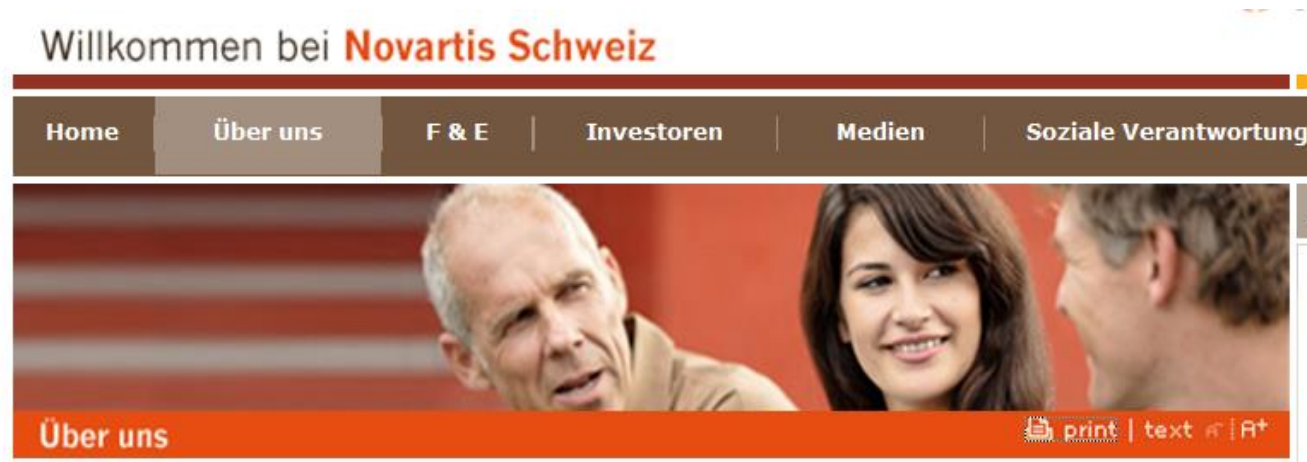 Willkommen bei Novartis Schweiz
Home Über uns F & E Investoren Medien Soziale Verantwortung
Über uns print | text A- A+